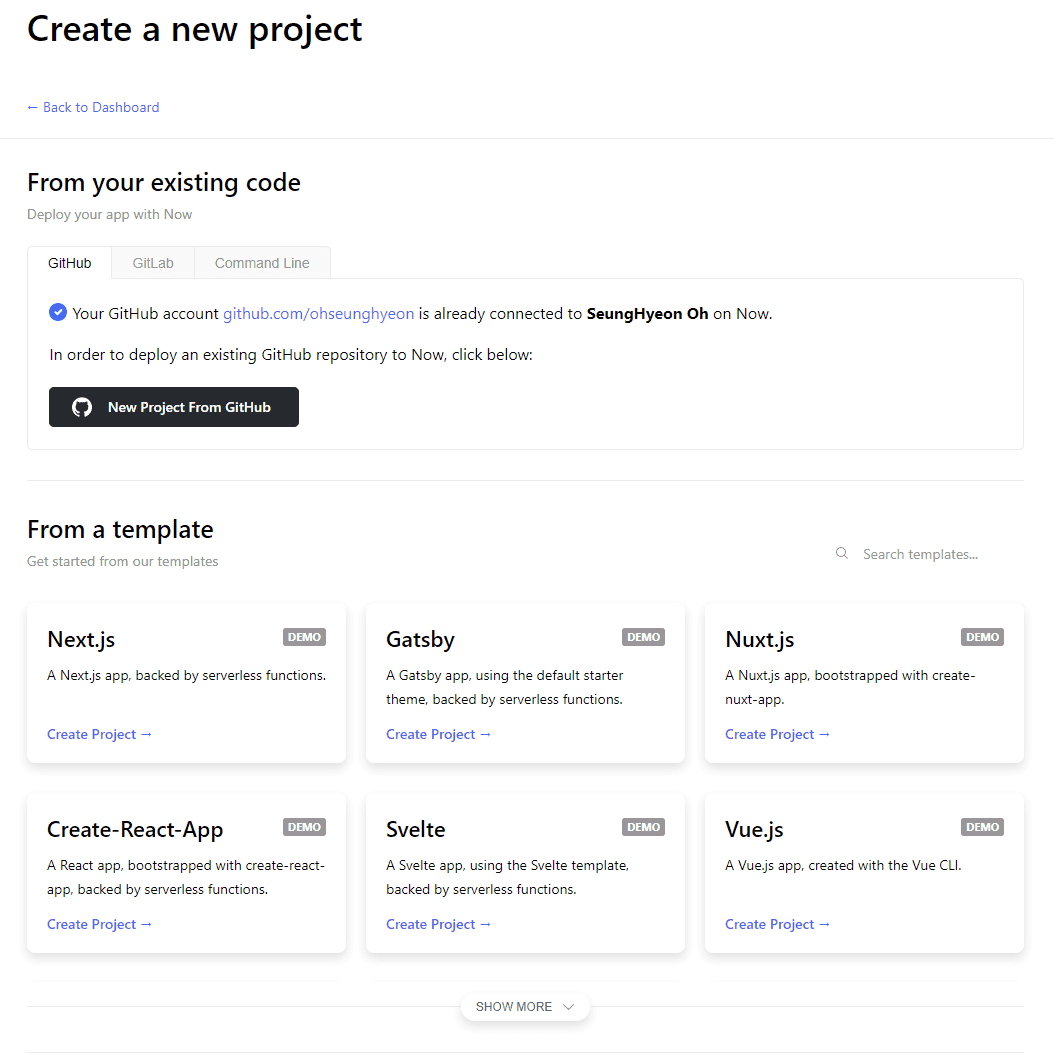 Create a new project
← Back to Dashboard
From your existing code
Deploy your app with Now
GitHub GitLab Command Line
Your GitHub account github.com/ohseunghyeon is already connected to SeungHyeon Oh on Now.
In order to deploy an existing GitHub repository to Now, click below:
New Project From GitHub
From a template
Get started from our templates
Search templates...
Next.js DEMO
A Next.js app, backed by serverless functions.
Create Project →
Gatsby DEMO
A Gatsby app, using the default starter
theme, backed by serverless functions.
Create Project →
Nuxt.js DEMO
A Nuxt.js app, bootstrapped with create-
nuxt-app.
Create Project →
Create-React-App DEMO
A React app, bootstrapped with create-react-
app, backed by serverless functions.
Create Project →
Svelte DEMO
A Svelte app, using the Svelte template,
backed by serverless functions.
Create Project →
Vue.js DEMO
A Vue.js app, created with the Vue CLI.
Create Project →
SHOW MORE